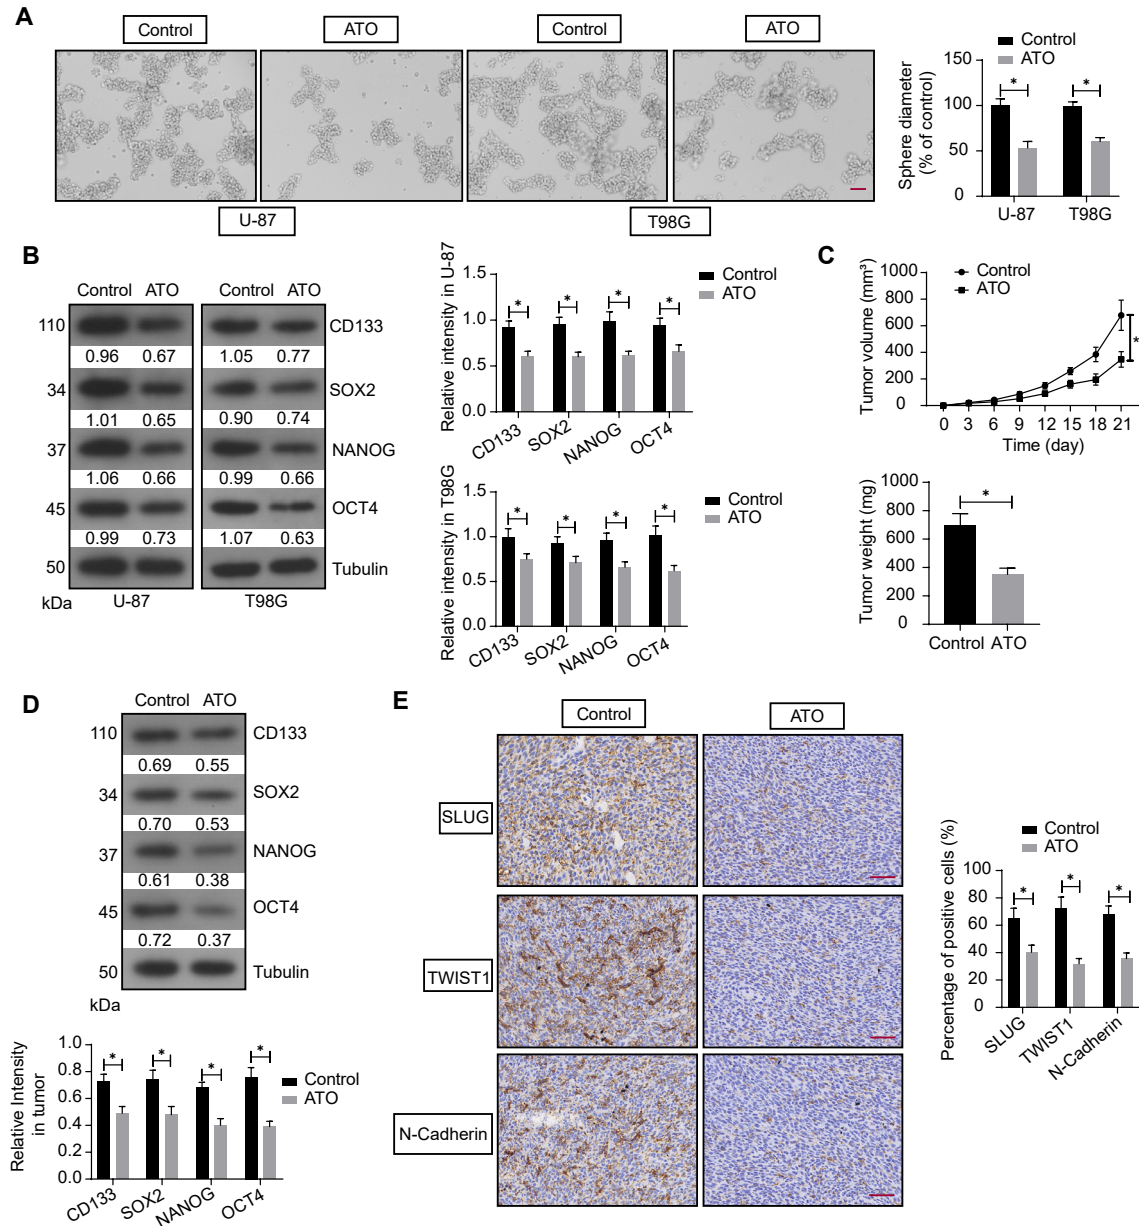 A
Control
ATO
Control
ATO
U-87
T98G
Control
ATO
Sphere diameter
(% of control)
150
100
50
0
*
*
U-87
T98G
B
Control ATO
Control ATO
110
CD133
0.96 0.67 1.05 0.77
34
SOX2
1.01 0.65 0.90 0.74
37
NANOG
1.06 0.66 0.99 0.66
45
OCT4
0.99 0.73 1.07 0.63
50
Tubulin
kDa
U-87
T98G
Relative intensity in U-87
1.5
1.0
0.5
0.0
* * * *
Control
ATO
CD133
SOX2
NANOG
OCT4
Relative intensity in T98G
1.5
1.0
0.5
0.0
* * * *
Control
ATO
CD133
SOX2
NANOG
OCT4
C
Tumor volume (mm³)
1000
800
600
400
200
0
Control
ATO
*
0 3 6 9 12 15 18 21
Time (day)
Tumor weight (mg)
1000
800
600
400
200
0
*
Control ATO
D
Control ATO
110
CD133
0.69 0.55
34
SOX2
0.70 0.53
37
NANOG
0.61 0.38
45
OCT4
0.72 0.37
50
Tubulin
kDa
Relative Intensity
in tumor
1.0
0.8
0.6
0.4
0.2
0.0
* * * *
Control
ATO
CD133
SOX2
NANOG
OCT4
E
Control
ATO
SLUG
TWIST1
N-Cadherin
Percentage of positive cells (%)
Control
ATO
100
80
60
40
20
0
* * *
SLUG
TWIST1
N-Cadherin